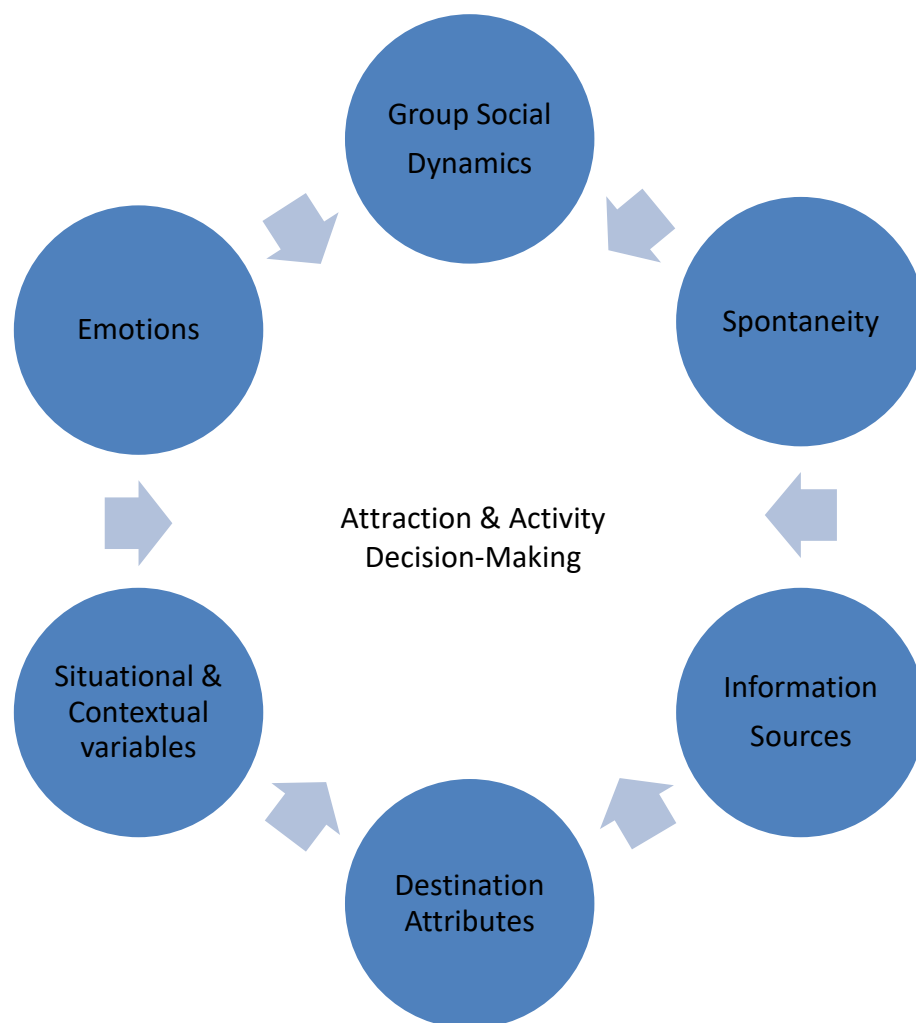 Group Social
Dynamics
Emotions
Spontaneity
Attraction & Activity
Decision-Making
Situational &
Contextual
variables
Information
Sources
Destination
Attributes